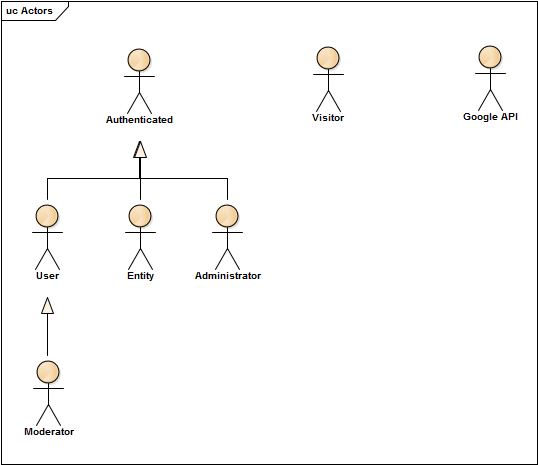 uc Actors
Authenticated
Visitor
Google API
User
Entity
Administrator
Moderator